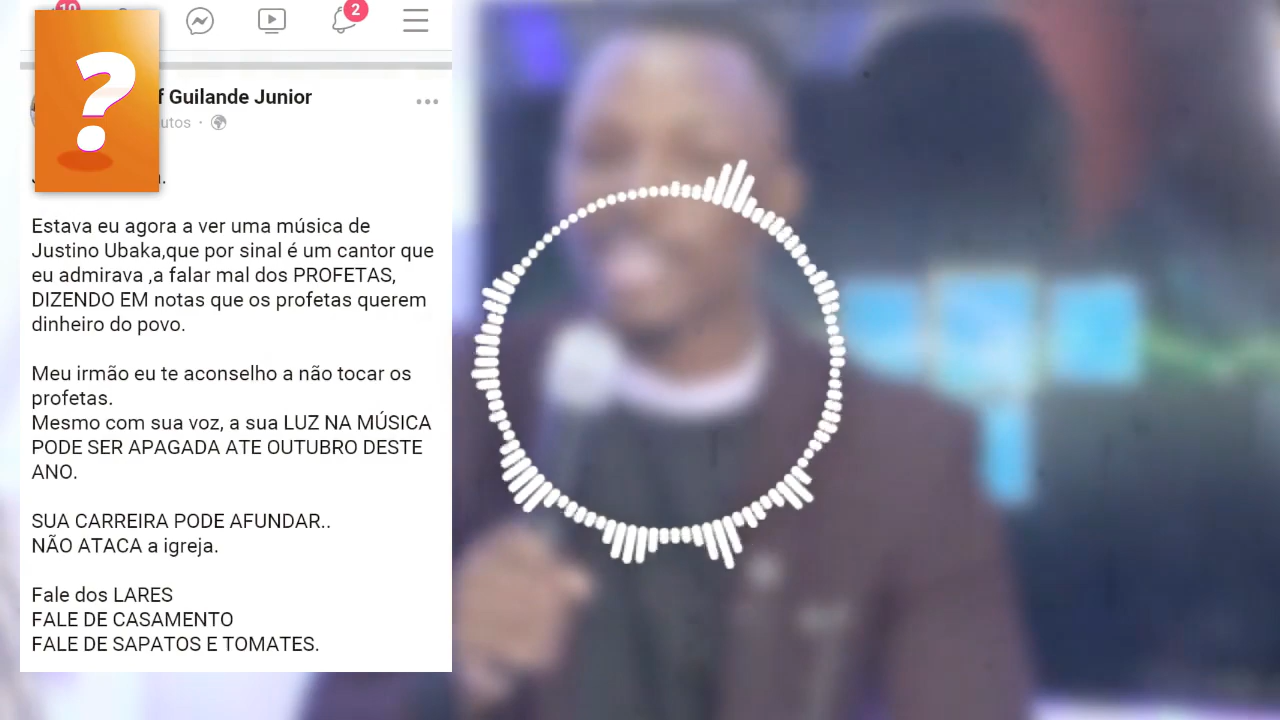 10
2
?
f Guilande Junior
utos ·
Estava eu agora a ver uma música de
Justino Ubaka,que por sinal é um cantor que
eu admirava ,a falar mal dos PROFETAS,
DIZENDO EM notas que os profetas querem
dinheiro do povo.
Meu irmão eu te aconselho a não tocar os
profetas.
Mesmo com sua voz, a sua LUZ NA MÚSICA
PODE SER APAGADA ATE OUTUBRO DESTE
ANO.
SUA CARREIRA PODE AFUNDAR..
NÃO ATACA a igreja.
Fale dos LARES
FALE DE CASAMENTO
FALE DE SAPATOS E TOMATES.